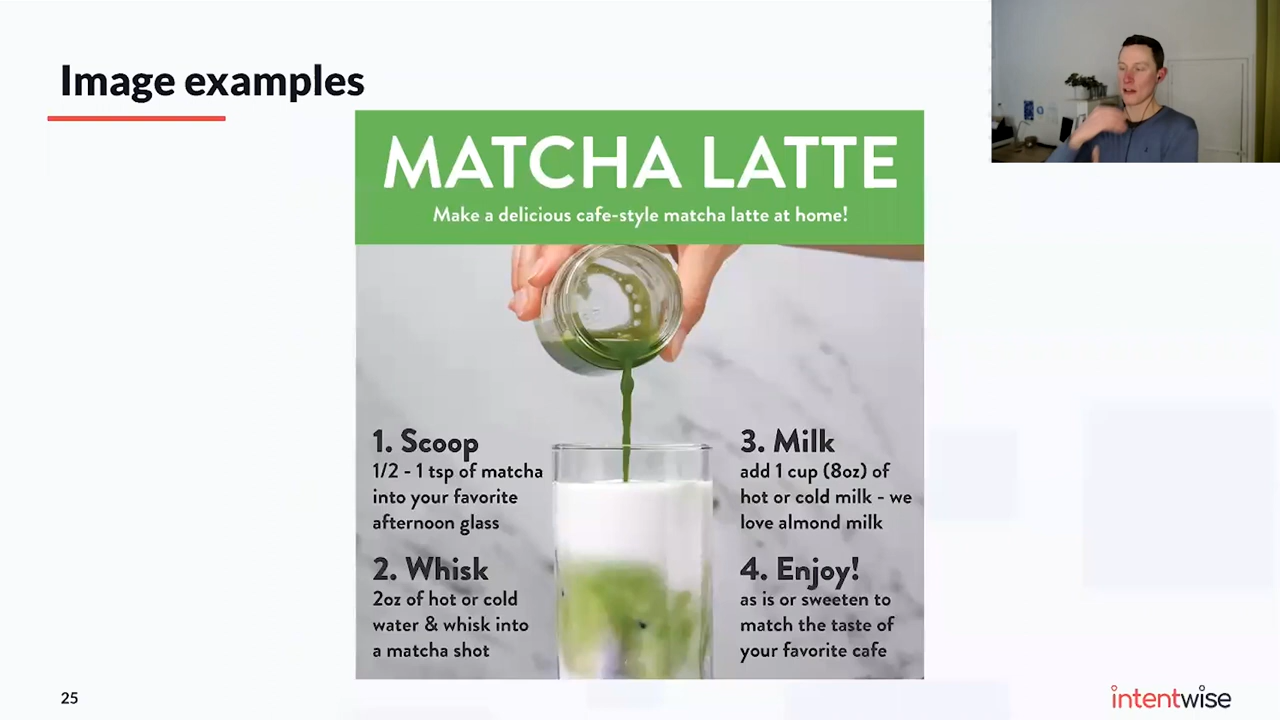 Image examples
MATCHA LATTE
Make a delicious cafe-style matcha latte at home!
1. Scoop
1/2 - 1 tsp of matcha
into your favorite
afternoon glass
2. Whisk
2oz of hot or cold
water & whisk into
a matcha shot
3. Milk
add 1 cup (8oz) of
hot or cold milk - we
love almond milk
4. Enjoy!
as is or sweeten to
match the taste of
your favorite cafe
25
intentwise